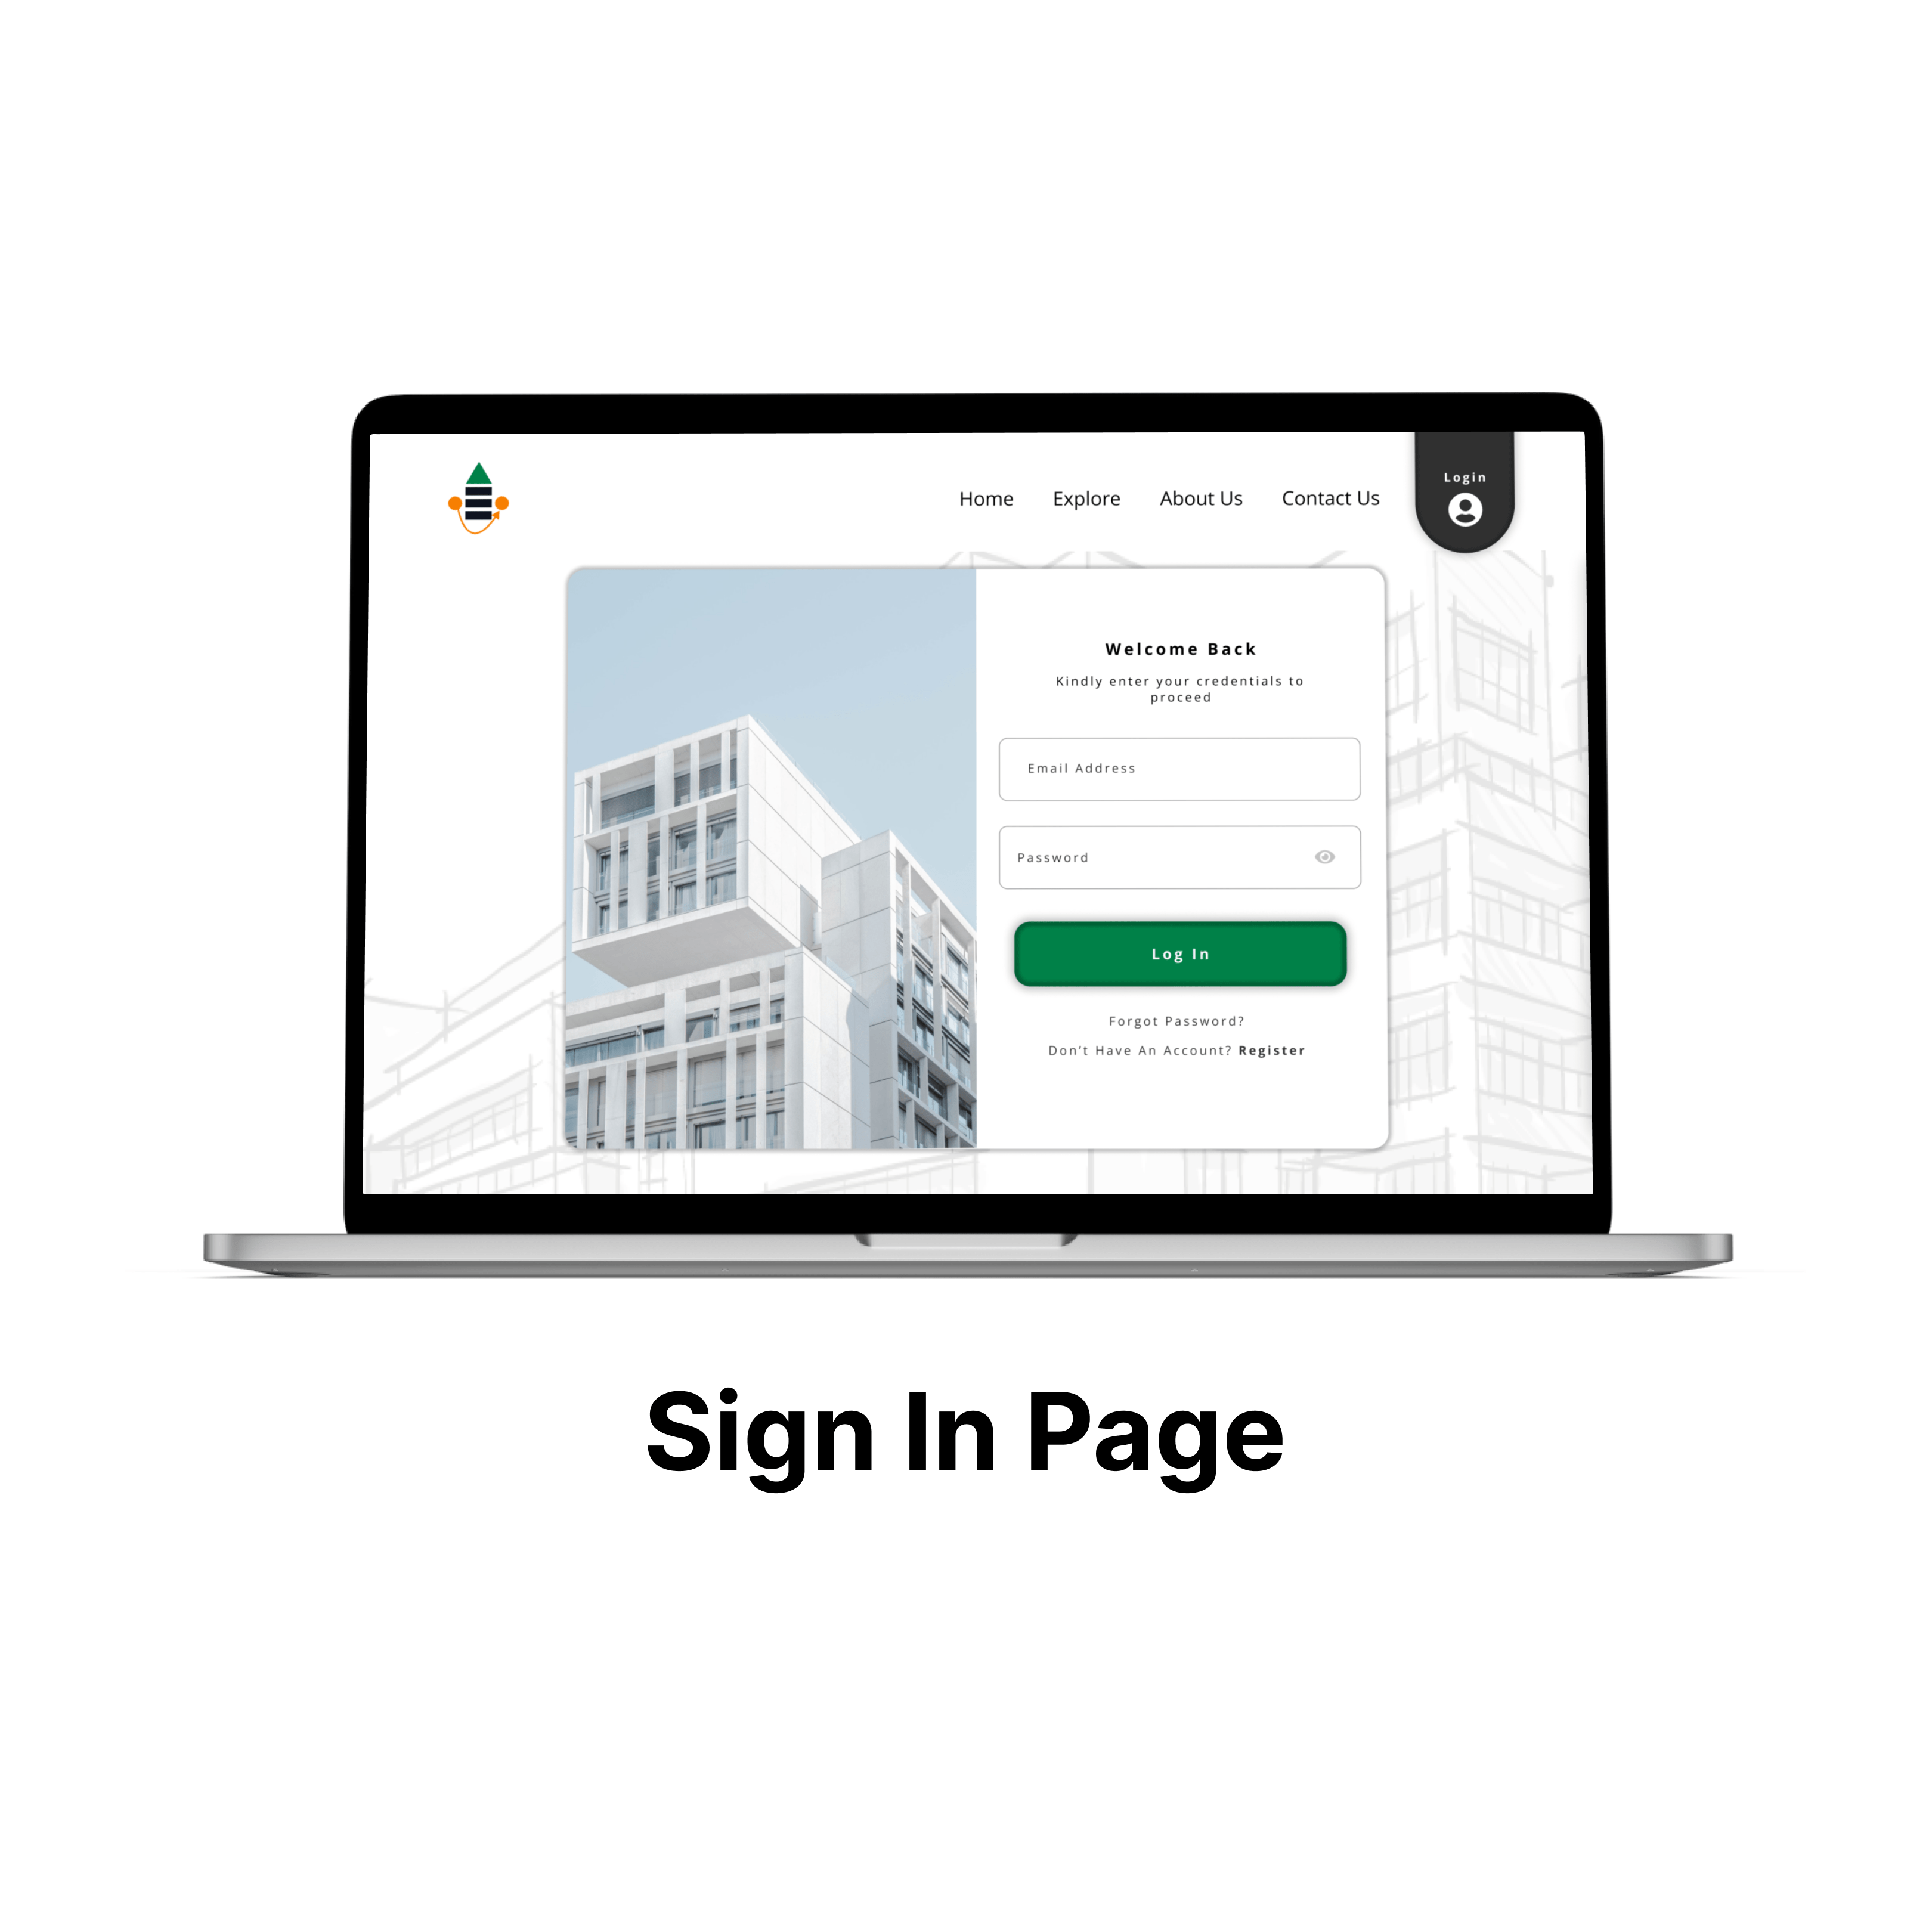 Home Explore About Us Contact Us Login
Welcome Back
Kindly enter your credentials to
proceed
Email Address
Password
Log In
Forgot Password?
Don't Have An Account? Register
Sign In Page